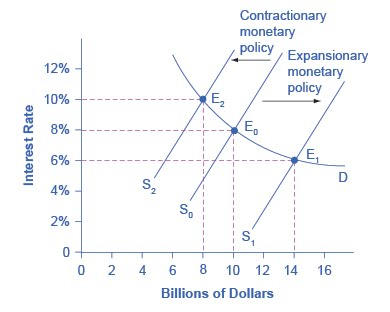 Contractionary
monetary
policy
Expansionary
monetary
policy
12%
10%
8%
6%
4%
2%
0
Interest Rate
E2
E0
E1
D
S2
S0
S1
0 2 4 6 8 10 12 14 16
Billions of Dollars